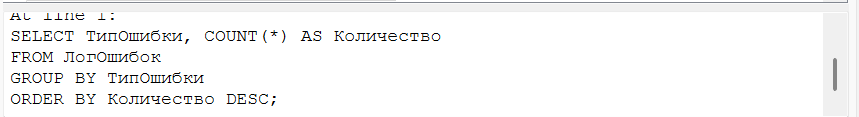 At line 1:
SELECT ТипОшибки, COUNT(*) AS Количество
FROM ЛогОшибок
GROUP BY ТипОшибки
ORDER BY Количество DESC;